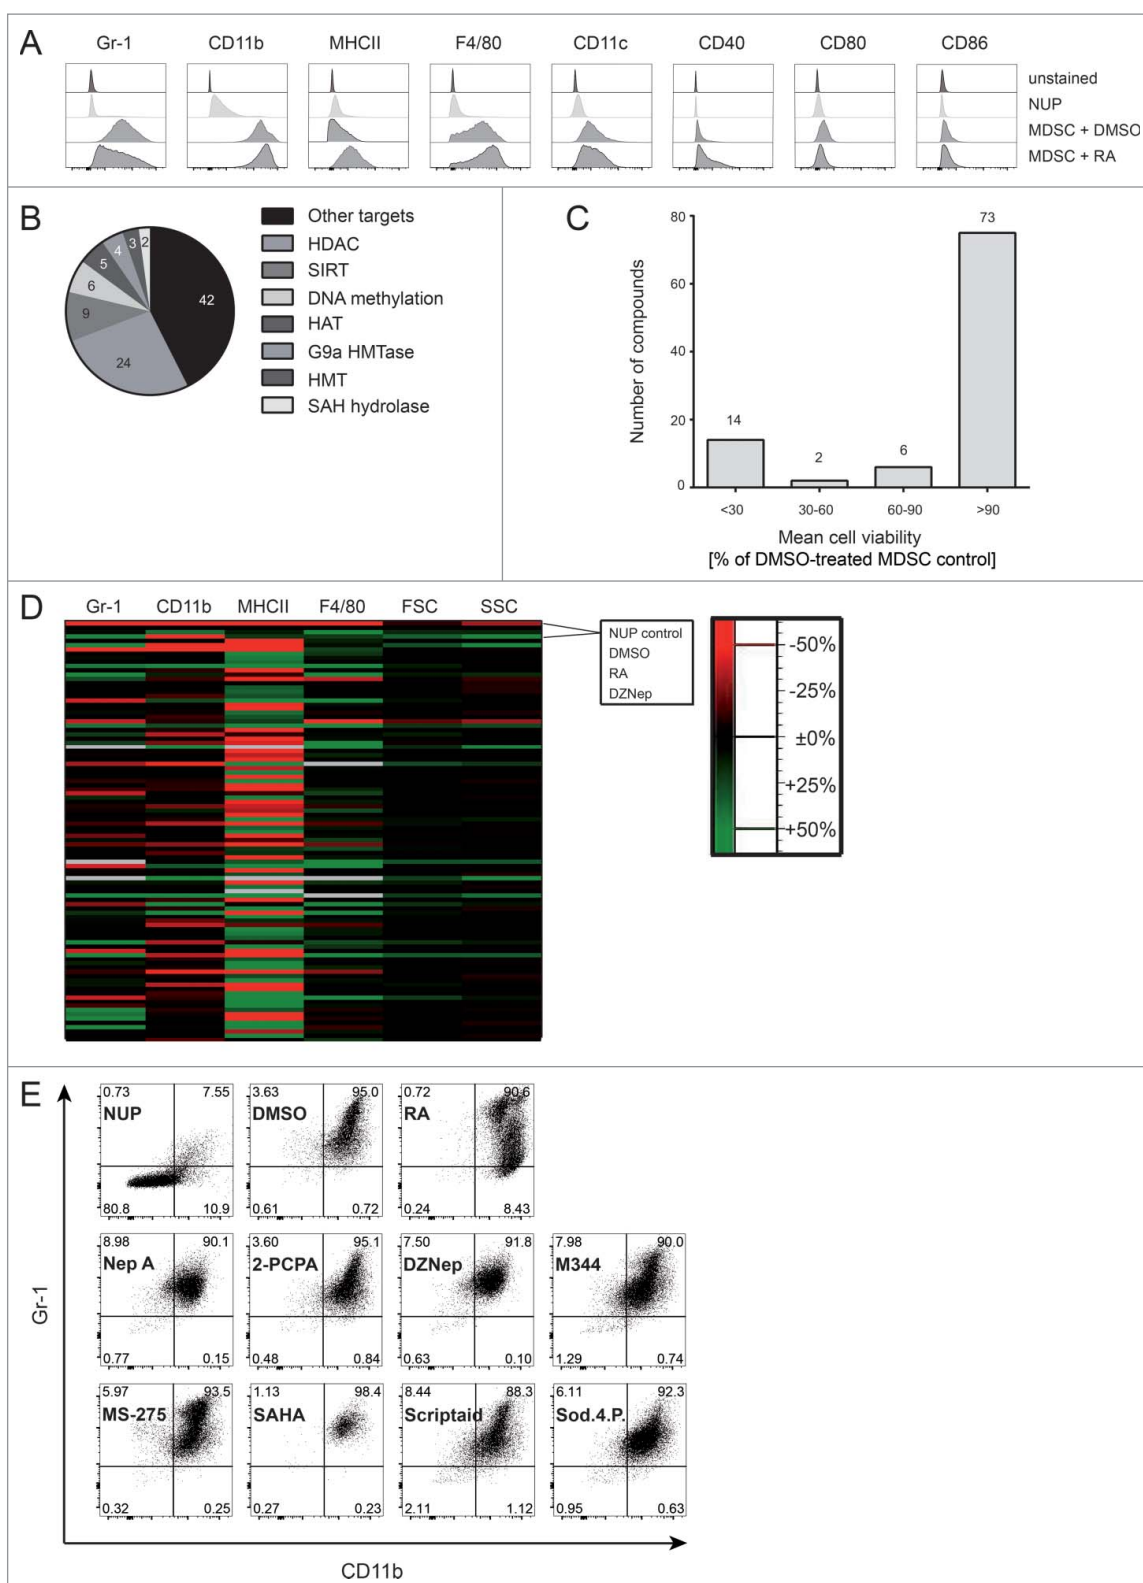 A
Gr-1 CD11b MHCII F4/80 CD11c CD40 CD80 CD86
unstained
NUP
MDSC + DMSO
MDSC + RA
B
42
24
9
6
5
4
3
2
Other targets
HDAC
SIRT
DNA methylation
HAT
G9a HMTase
HMT
SAH hydrolase
C
Number of compounds
80
60
40
20
0
14
2
6
73
<30 30-60 60-90 >90
Mean cell viability
[% of DMSO-treated MDSC control]
D
Gr-1 CD11b MHCII F4/80 FSC SSC
NUP control
DMSO
RA
DZNep
-50%
-25%
±0%
+25%
+50%
E
Gr-1
0.73 7.55
NUP
80.8 10.9
3.63 95.0
DMSO
0.61 0.72
0.72 90.6
RA
0.24 8.43
8.98 90.1
Nep A
0.77 0.15
3.60 95.1
2-PCPA
0.48 0.84
7.50 91.8
DZNep
0.63 0.10
7.98 90.0
M344
1.29 0.74
5.97 93.5
MS-275
0.32 0.25
1.13 98.4
SAHA
0.27 0.23
8.44 88.3
Scriptaid
2.11 1.12
6.11 92.3
Sod.4.P.
0.95 0.63
CD11b